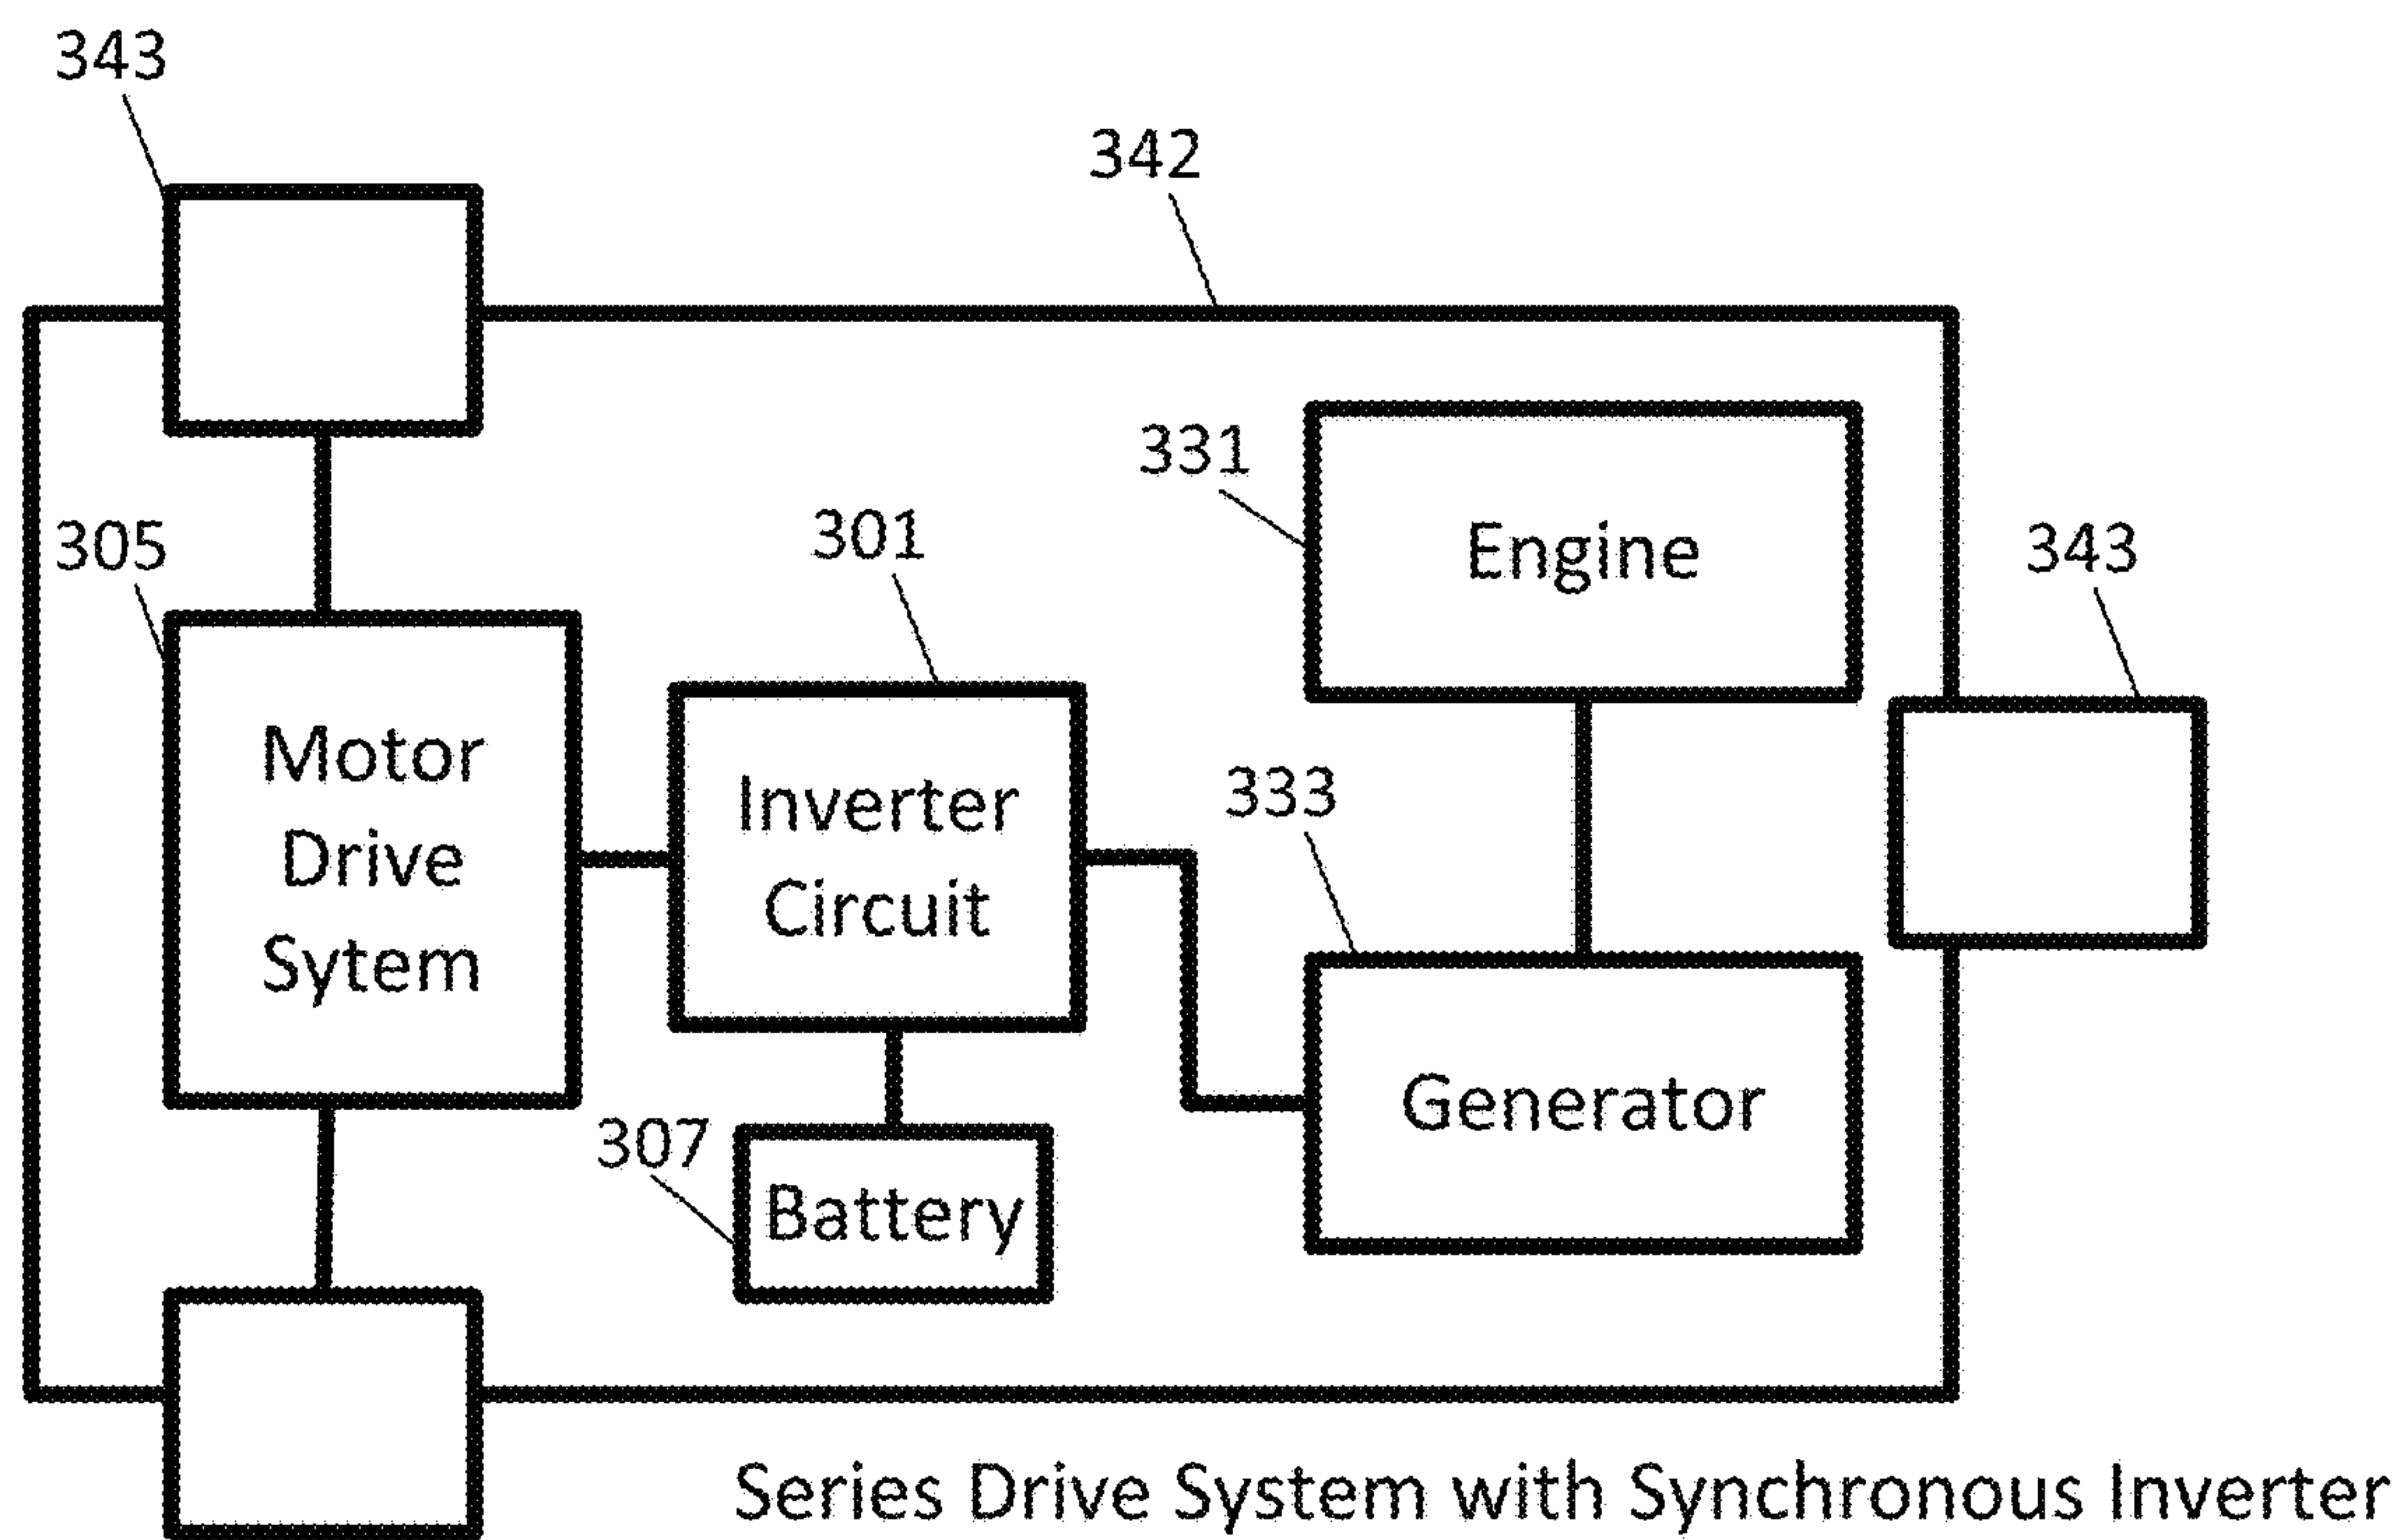 343
342
331
Engine
305
301
343
Motor
Drive
Sytem
Inverter
Circuit
333
307
Battery
Generator
Series Drive System with Synchronous Inverter